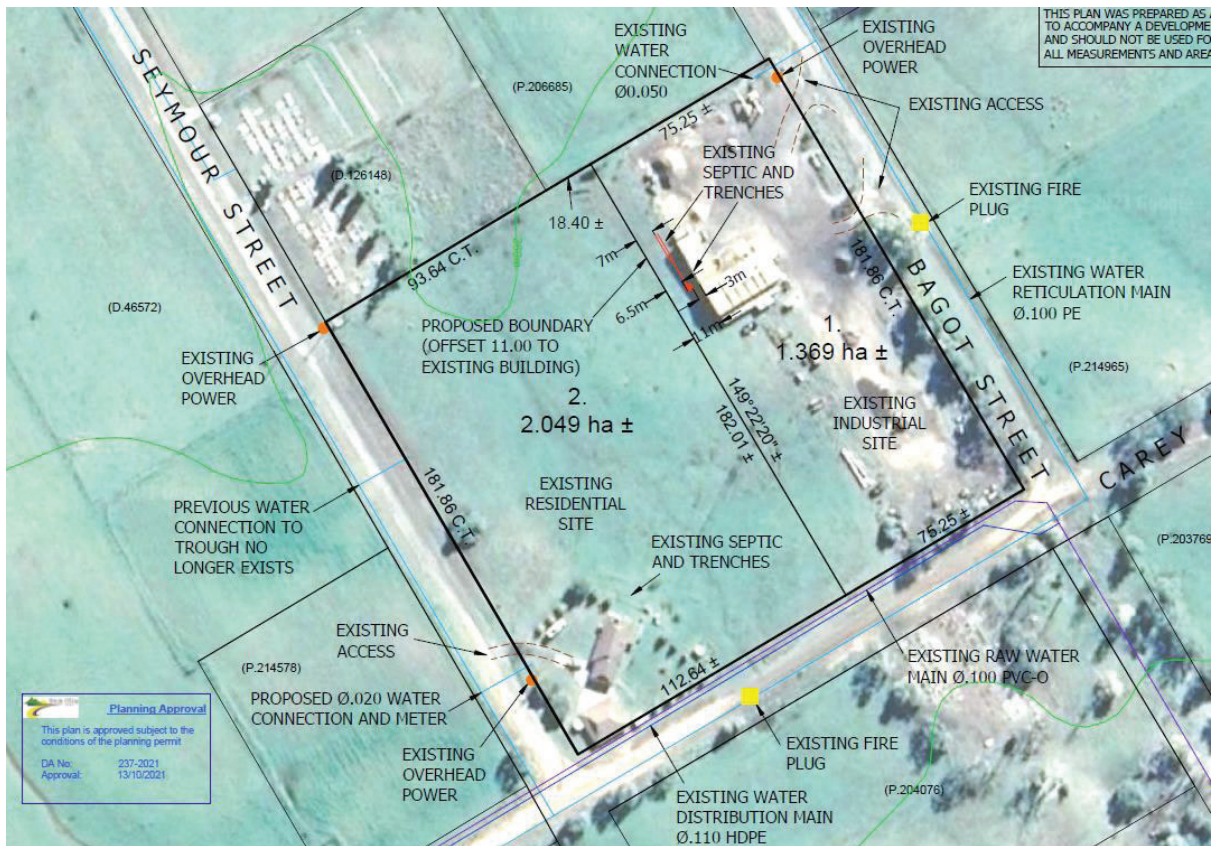 THIS PLAN WAS PREPARED AS
TO ACCOMPANY A DEVELOPME
AND SHOULD NOT BE USED FO
ALL MEASUREMENTS AND AREA
SEYMOUR STREET
EXISTING
WATER
CONNECTION
Ø0.050
EXISTING
OVERHEAD
POWER
(P.206685)
EXISTING ACCESS
75.25 ±
EXISTING
SEPTIC AND
TRENCHES
(D.126148)
EXISTING FIRE
PLUG
18.40 ±
93.64 C.T.
7m
181.86 C.T.
BAGOT STREET
EXISTING WATER
RETICULATION MAIN
Ø.100 PE
(D.46572)
3m
6.5m
11m
PROPOSED BOUNDARY
(OFFSET 11.00 TO
EXISTING BUILDING)
1.
1.369 ha ±
EXISTING
OVERHEAD
POWER
(P.214965)
2.
2.049 ha ±
149°22'20" ±
182.01 ±
EXISTING
INDUSTRIAL
SITE
CAREY
181.86 C.T.
EXISTING
RESIDENTIAL
SITE
PREVIOUS WATER
CONNECTION TO
TROUGH NO
LONGER EXISTS
75.25 ±
EXISTING SEPTIC
AND TRENCHES
(P.203769
EXISTING
ACCESS
(P.214578)
112.64 ±
EXISTING RAW WATER
MAIN Ø.100 PVC-O
PROPOSED Ø.020 WATER
CONNECTION AND METER
Planning Approval
This plan is approved subject to the
conditions of the planning permit
DA No: 237-2021
Approval: 13/10/2021
EXISTING
OVERHEAD
POWER
EXISTING FIRE
PLUG
EXISTING WATER
DISTRIBUTION MAIN
Ø.110 HDPE
(P.204076)